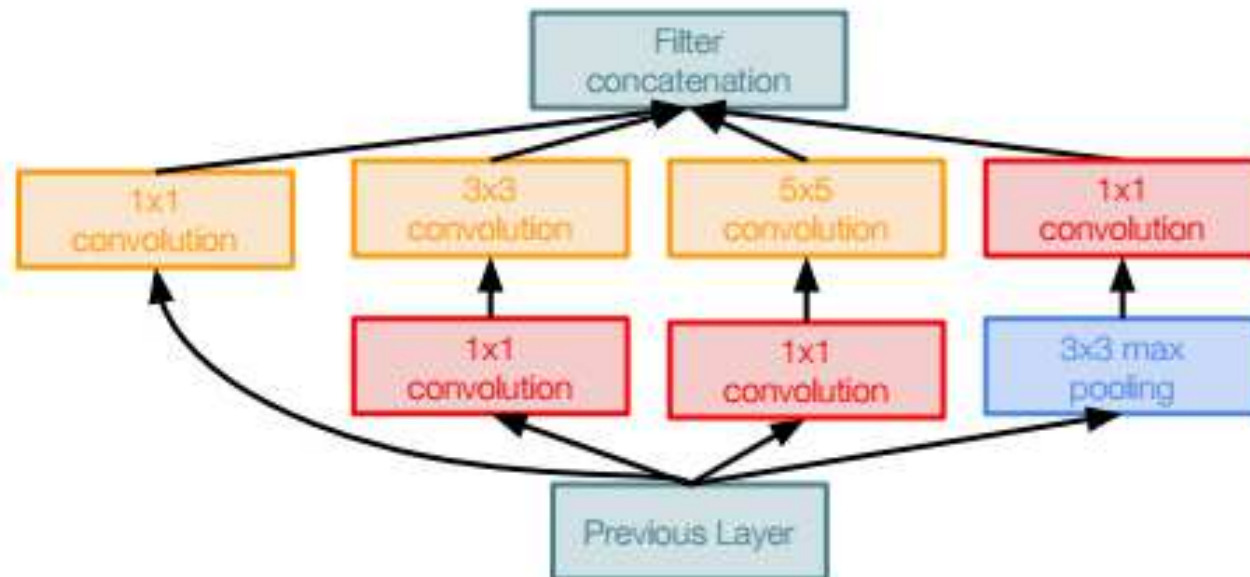 Filter
concatenation
1x1
convolution
3x3
convolution
5x5
convolution
1x1
convolution
1x1
convolution
1x1
convolution
3x3 max
pooling
Previous Layer